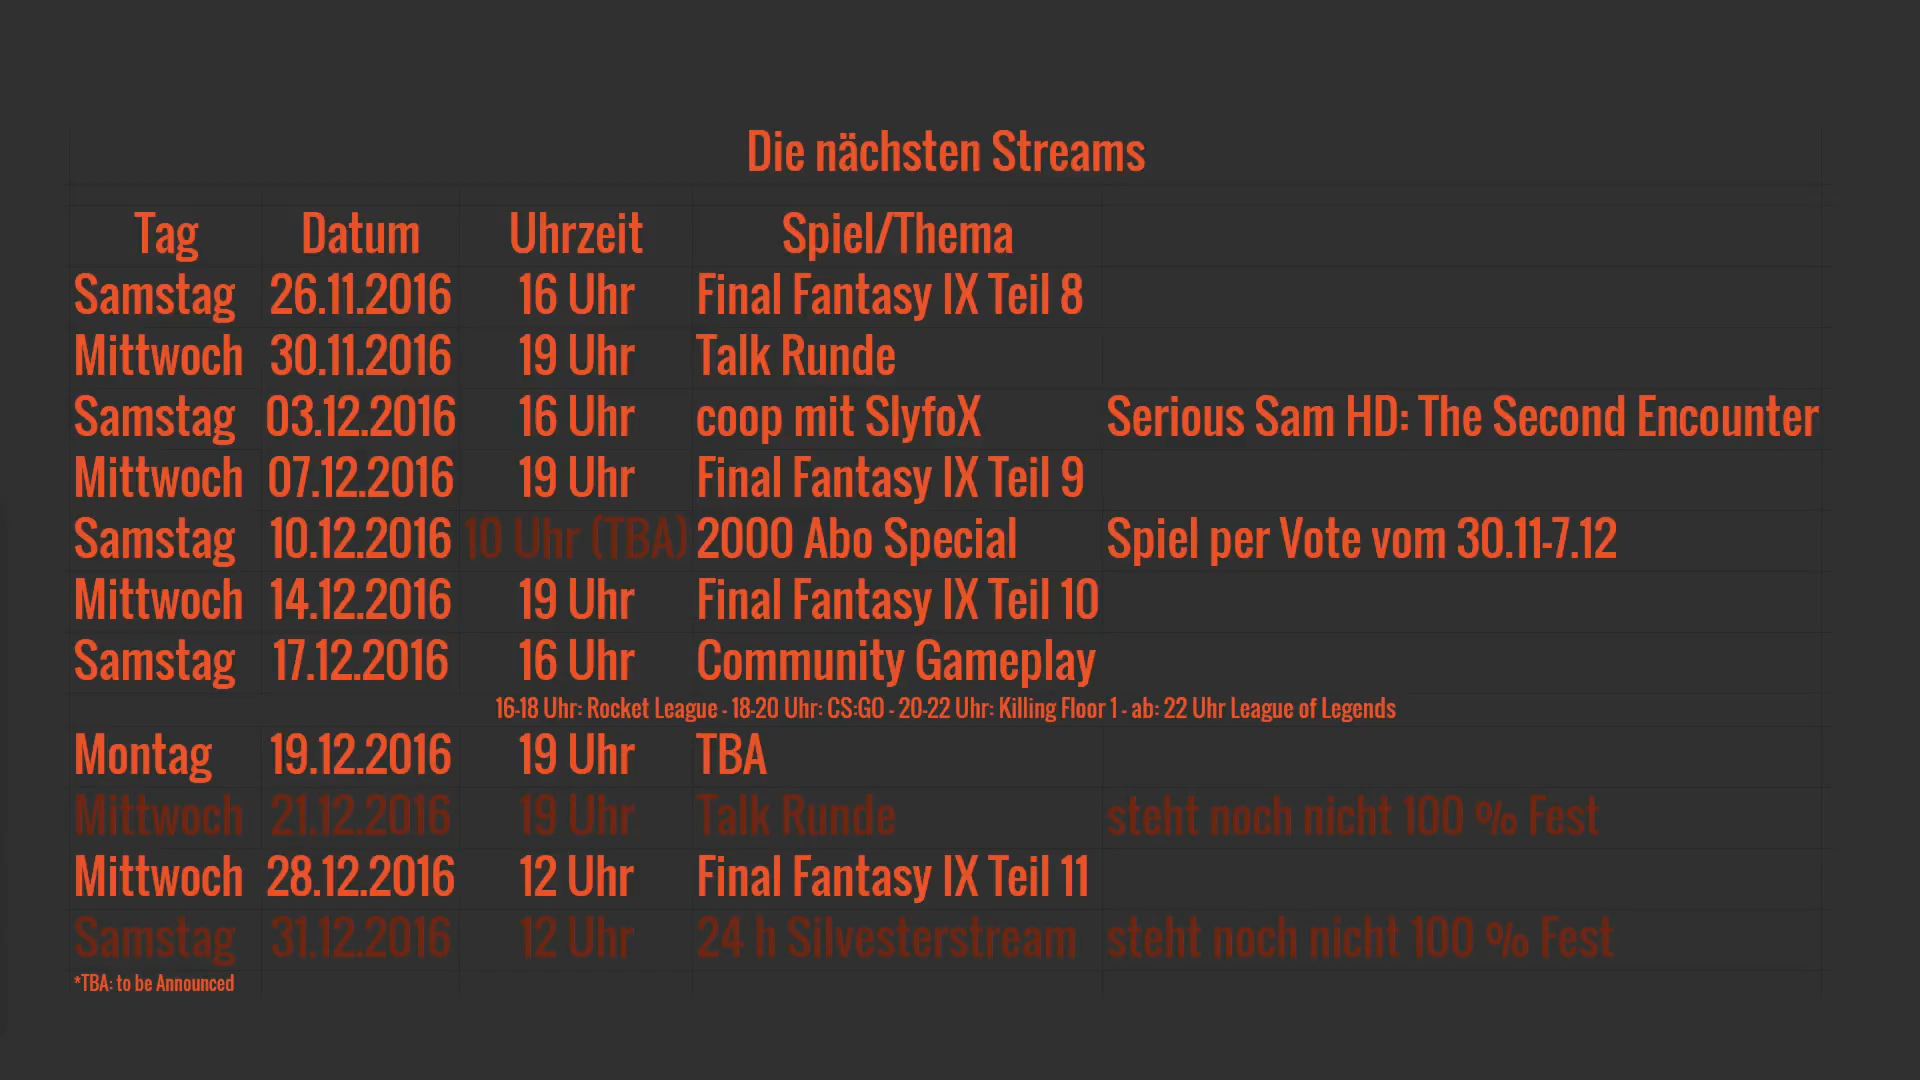 Die nächsten Streams
Tag Datum Uhrzeit Spiel/Thema
Samstag 26.11.2016 16 Uhr Final Fantasy IX Teil 8
Mittwoch 30.11.2016 19 Uhr Talk Runde
Samstag 03.12.2016 16 Uhr coop mit SlyfoX Serious Sam HD: The Second Encounter
Mittwoch 07.12.2016 19 Uhr Final Fantasy IX Teil 9
Samstag 10.12.2016 10 Uhr (TBA) 2000 Abo Special Spiel per Vote vom 30.11-7.12
Mittwoch 14.12.2016 19 Uhr Final Fantasy IX Teil 10
Samstag 17.12.2016 16 Uhr Community Gameplay
16-18 Uhr: Rocket League - 18-20 Uhr: CS:GO - 20-22 Uhr: Killing Floor 1 - ab: 22 Uhr League of Legends
Montag 19.12.2016 19 Uhr TBA
Mittwoch 21.12.2016 19 Uhr Talk Runde steht noch nicht 100 % Fest
Mittwoch 28.12.2016 12 Uhr Final Fantasy IX Teil 11
Samstag 31.12.2016 12 Uhr 24 h Silvesterstream steht noch nicht 100 % Fest
*TBA: to be Announced